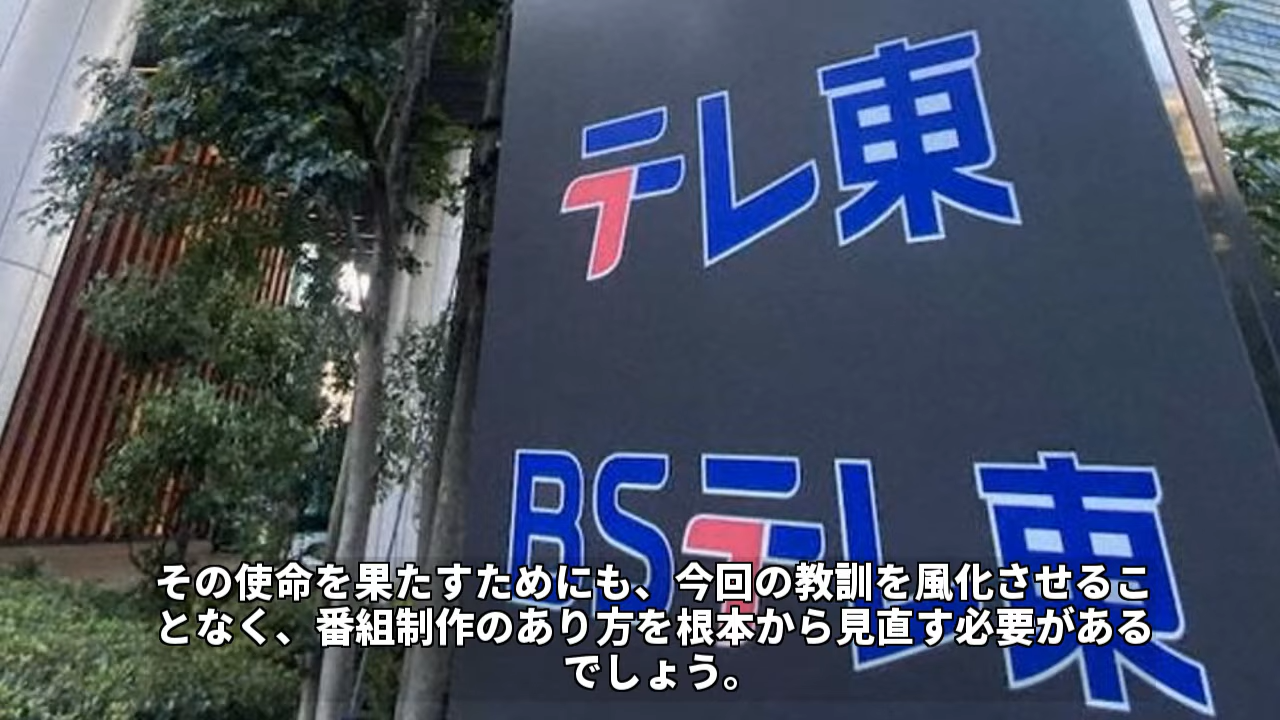 テレ東
BSテレ東
その使命を果たすためにも、今回の教訓を風化させるこ
となく、番組制作のあり方を根本から見直す必要がある
でしょう。